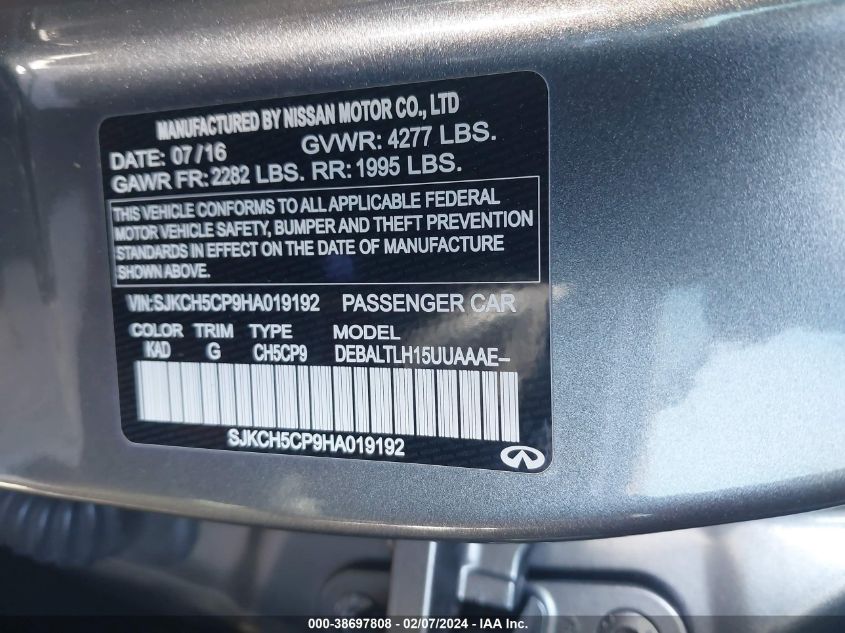 MANUFACTURED BY NISSAN MOTOR CO., LTD
DATE: 07/16 GVWR: 4277 LBS.
GAWR FR: 2282 LBS. RR: 1995 LBS.
THIS VEHICLE CONFORMS TO ALL APPLICABLE FEDERAL
MOTOR VEHICLE SAFETY, BUMPER AND THEFT PREVENTION
STANDARDS IN EFFECT ON THE DATE OF MANUFACTURE
SHOWN ABOVE.
VIN:SJKCH5CP9HA019192 PASSENGER CAR
COLOR TRIM TYPE MODEL
KAD G CH5CP9 DEBALTLH15UUAAAE-
SJKCH5CP9HA019192
000-38697808 - 02/07/2024 - IAA Inc.